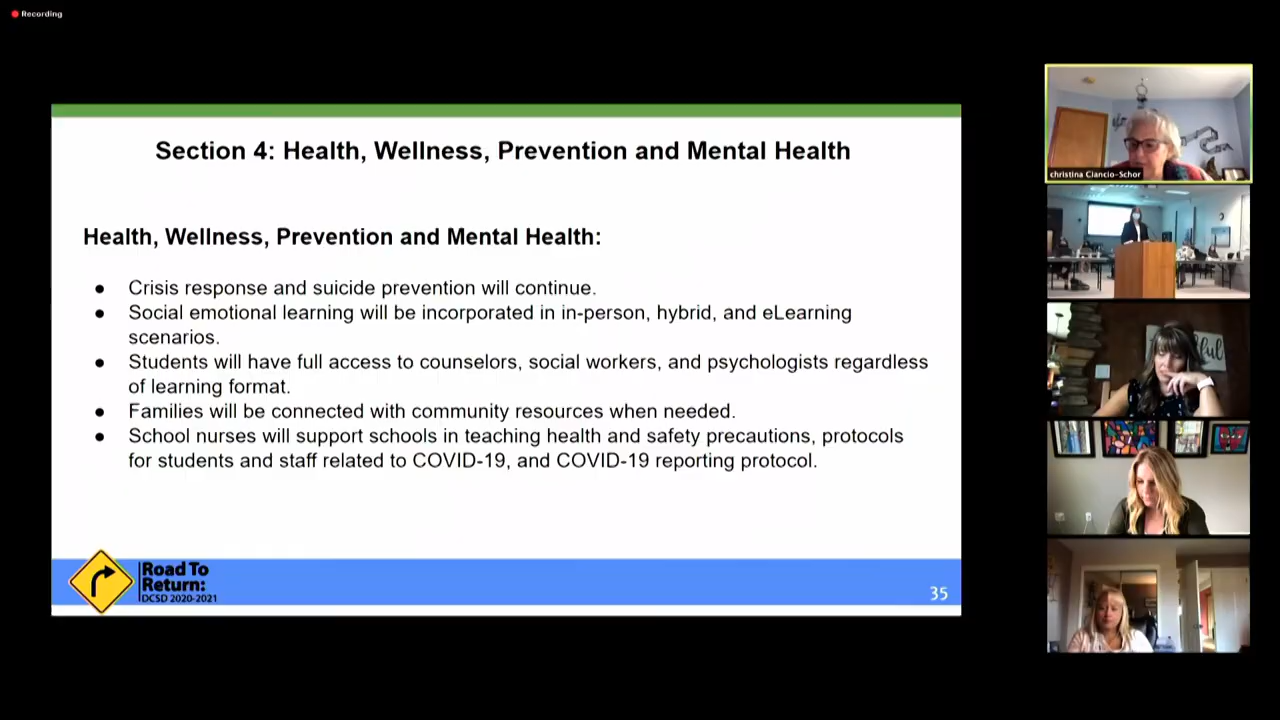 Recording
Section 4: Health, Wellness, Prevention and Mental Health
Health, Wellness, Prevention and Mental Health:
● Crisis response and suicide prevention will continue.
● Social emotional learning will be incorporated in in-person, hybrid, and eLearning
scenarios.
● Students will have full access to counselors, social workers, and psychologists regardless
of learning format.
● Families will be connected with community resources when needed.
● School nurses will support schools in teaching health and safety precautions, protocols
for students and staff related to COVID-19, and COVID-19 reporting protocol.
Road To
Return:
DCSD 2020-2021
35
christina Ciancio-Schor